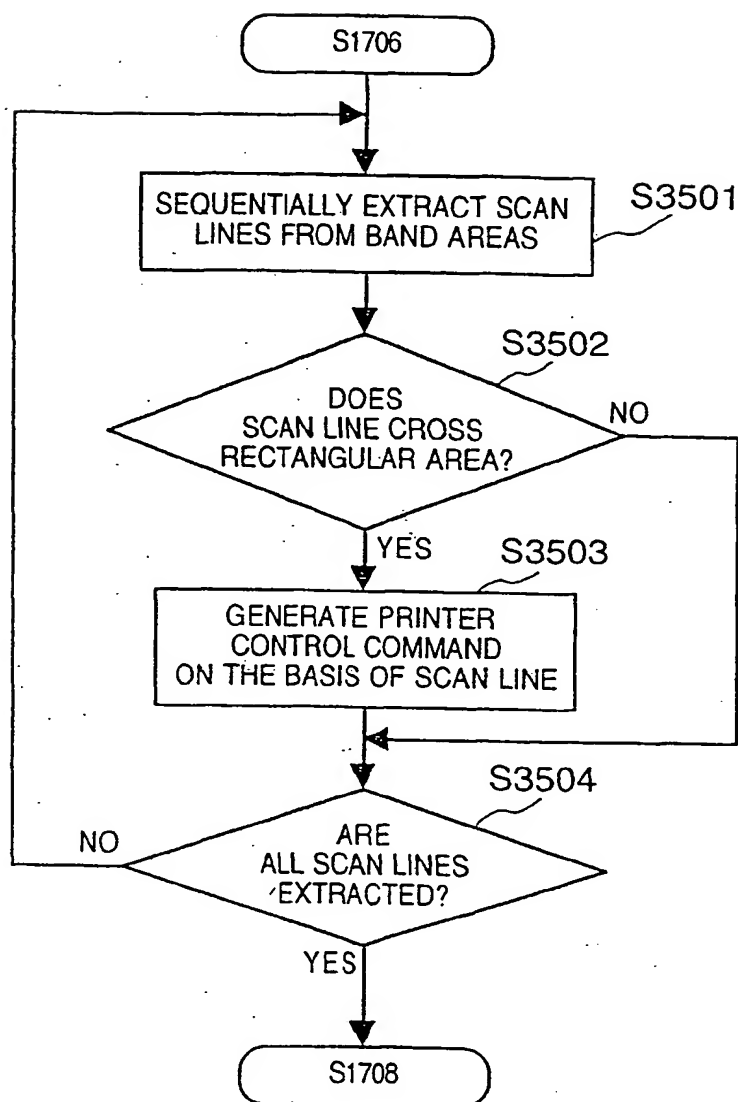 S1706
SEQUENTIALLY EXTRACT SCAN
LINES FROM BAND AREAS
S3501
S3502
DOES
SCAN LINE CROSS
RECTANGULAR AREA?
NO
YES
S3503
GENERATE PRINTER
CONTROL COMMAND
ON THE BASIS OF SCAN LINE
S3504
NO
ARE
ALL SCAN LINES
EXTRACTED?
YES
S1708